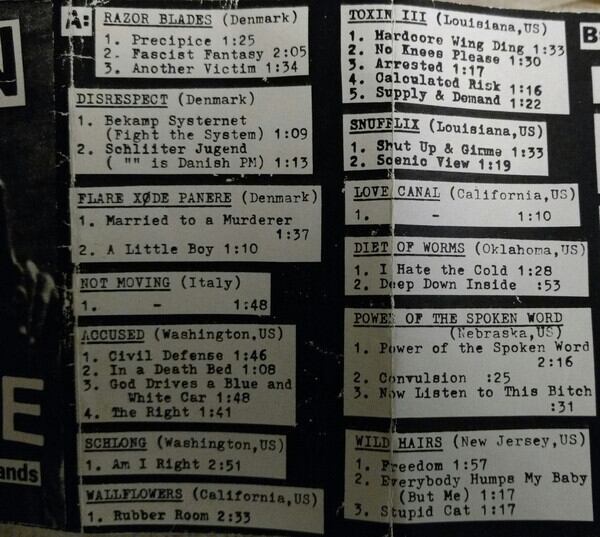 N
E
ands
A:
RAZOR BLADES (Denmark)
1. Precipice 1:25
2. Fascist Fantasy 2:05
3. Another Victim 1:34
DISRESPECT (Denmark)
1. Bekamp Systernet
(Fight the System) 1:09
2. Schliiter Jugend
( "" is Danish PM) 1:13
FLARE XØDE PANERE (Denmark)
1. Married to a Murderer
1:37
2. A Little Boy 1:10
NOT MOVING (Italy)
1. - 1:48
ACCUSED (Washington,US)
1. Civil Defense 1:46
2. In a Death Bed 1:08
3. God Drives a Blue and
White Car 1:48
4. The Right 1:41
SCHLONG (Washington,US)
1. Am I Right 2:51
WALLFLOWERS (California,US)
1. Rubber Room 2:33
TOXIN III (Louisiana,US)
1. Hardcore Wing Ding 1:33
2. No Knees Please 1:30
3. Arrested 1:17
4. Calculated Risk 1:16
5. Supply & Demand 1:22
SNUFFLIX (Louisiana,US)
1. Shut Up & Gimme 1:33
2. Scenic View 1:19
LOVE CANAL (California,US)
1. - 1:10
DIET OF WORMS (Oklahoma,US)
1. I Hate the Cold 1:28
2. Deep Down Inside :53
POWER OF THE SPOKEN WORD
(Nebraska,US)
1. Power of the Spoken Word
2:16
2. Convulsion :25
3. Now Listen to This Bitch
:31
WILD HAIRS (New Jersey,US)
1. Freedom 1:57
2. Everybody Humps My Baby
(But Me) 1:17
3. Stupid Cat 1:17
B: